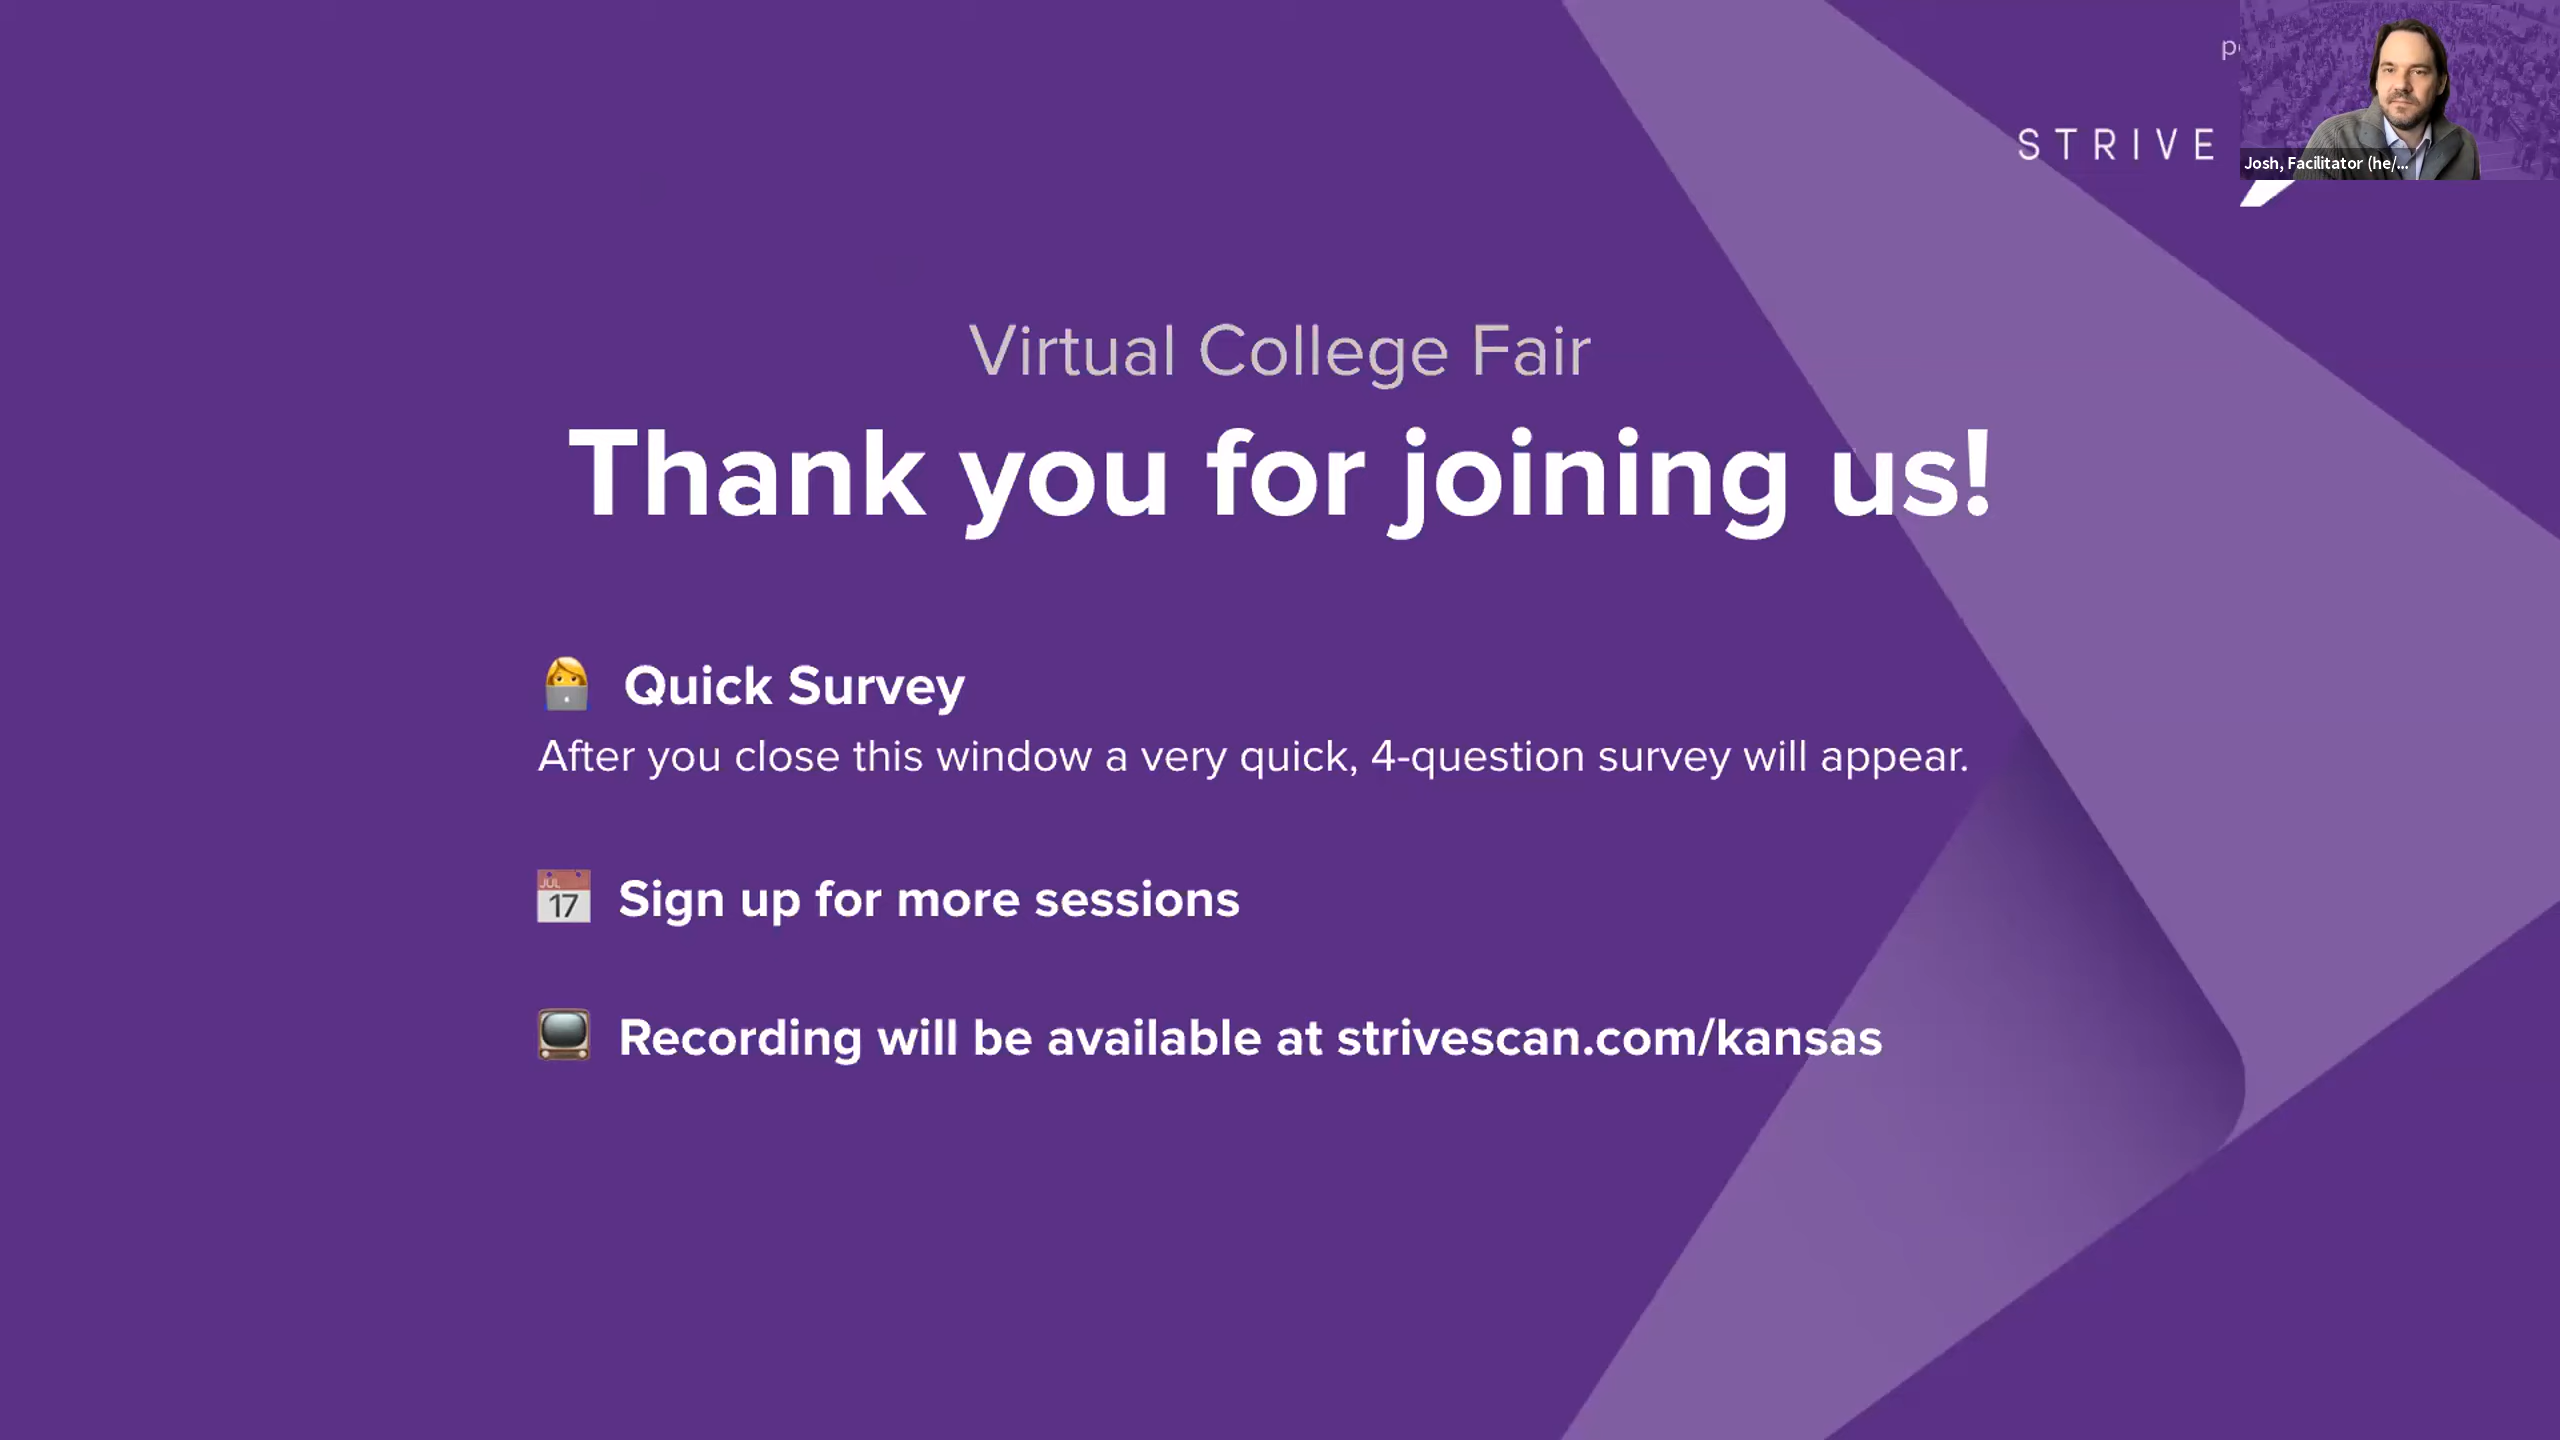 STRIVE
Josh, Facilitator (he/...
Virtual College Fair
Thank you for joining us!
Quick Survey
After you close this window a very quick, 4-question survey will appear.
JUL
17
Sign up for more sessions
Recording will be available at strivescan.com/kansas